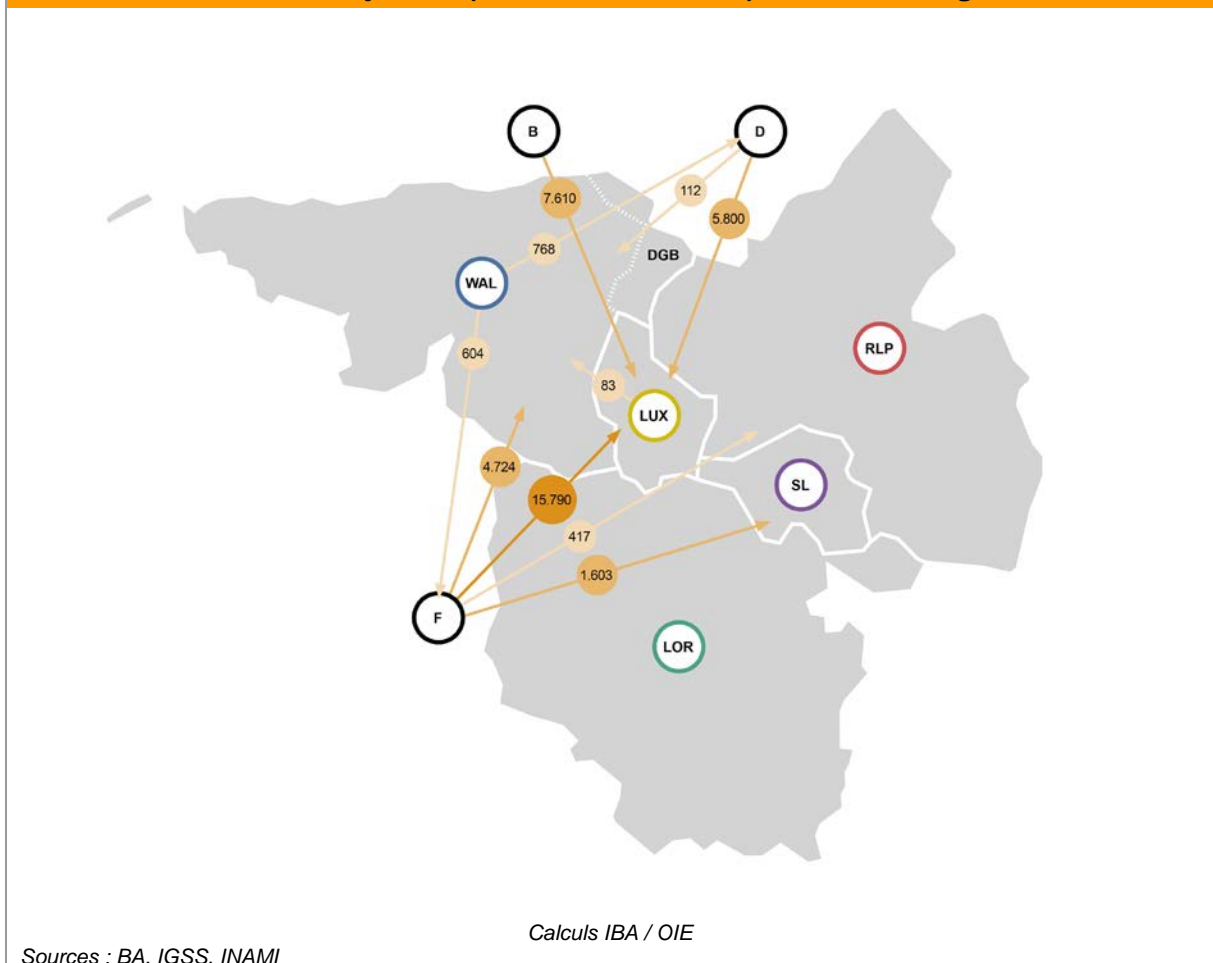 B
D
7.610
112
5.800
768
DGB
WAL
RLP
604
83
LUX
4.724
15.790
SL
417
1.603
F
LOR
Calculs IBA / OIE
Sources : BA, IGSS, INAMI